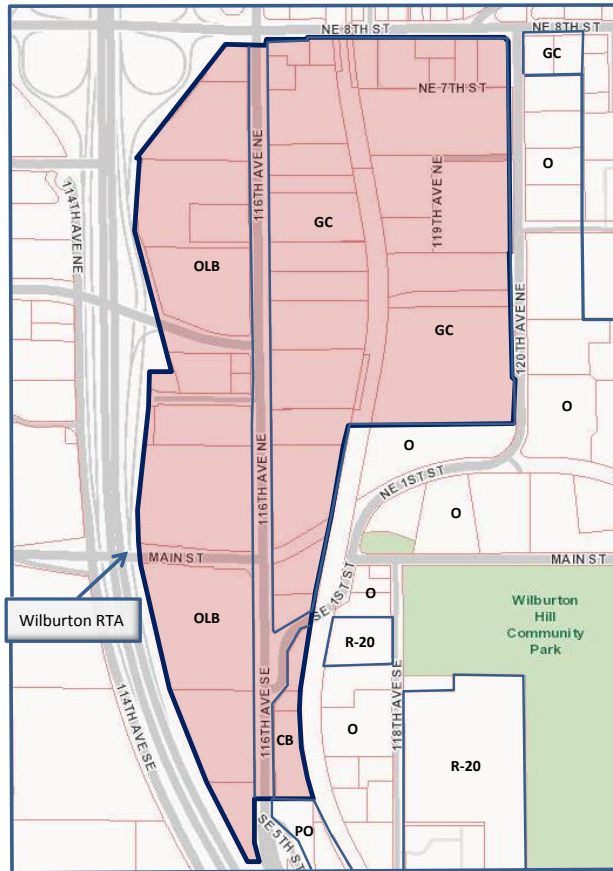 NE 8TH ST
NE 8TH ST
GC
NE 7TH ST
O
116TH AVE NE
119TH AVE NE
114TH AVE NE
GC
OLB
GC
120TH AVE NE
O
O
NE 1ST ST
O
116TH AVE NE
MAIN ST
MAIN ST
Wilburton RTA
OLB
SE 1ST ST
O
R-20
Wilburton
Hill
Community
Park
114TH AVE SE
116TH AVE SE
CB
O
118TH AVE SE
R-20
PO
SE 5TH ST